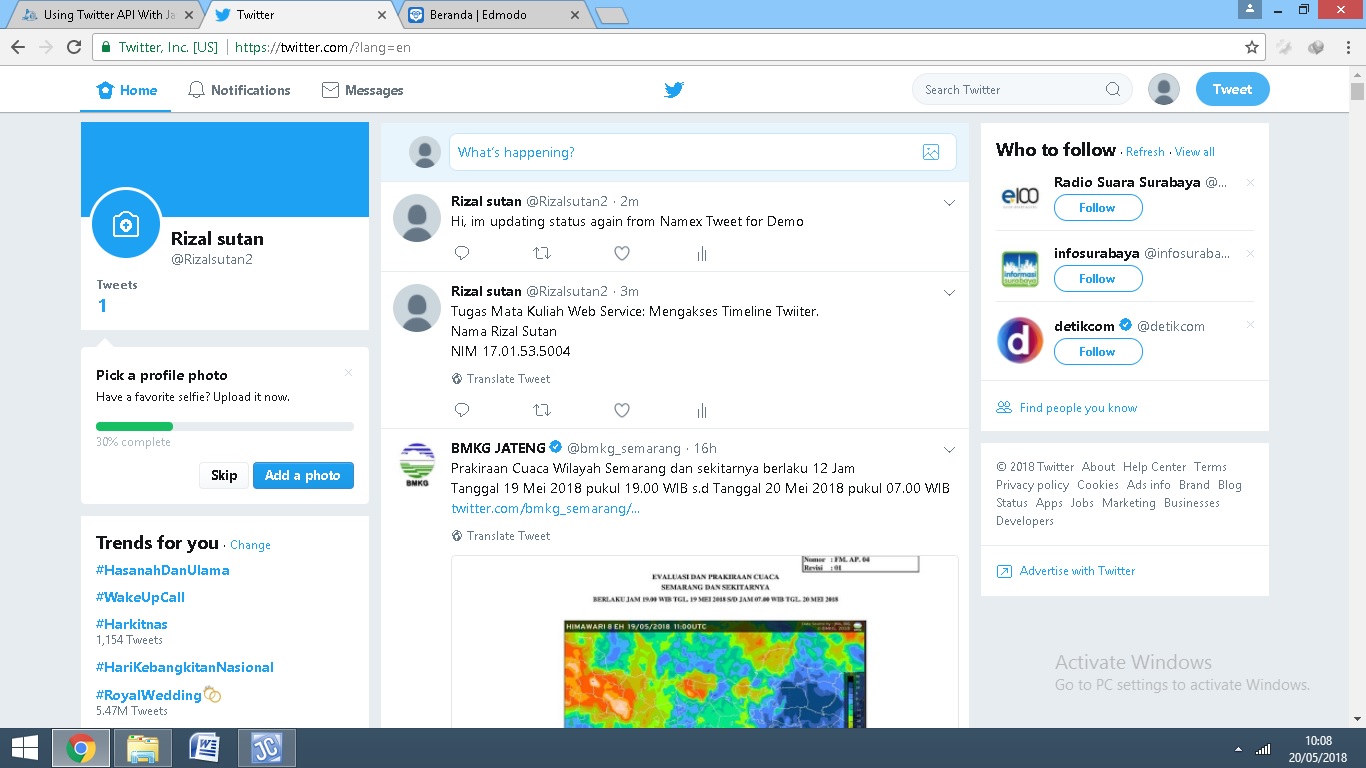 Using Twitter API With Ja
Twitter
Beranda | Edmodo
Twitter, Inc. [US]
https://twitter.com/?lang=en
Home
Notifications
Messages
Search Twitter
Tweet
Rizal sutan
@Rizalsutan2
Tweets
1
Pick a profile photo
Have a favorite selfie? Upload it now.
30% complete
Skip
Add a photo
Trends for you · Change
#HasanahDanUlama
#WakeUpCall
#Harkitnas
1,154 Tweets
#HariKebangkitanNasional
#RoyalWedding
5.47M Tweets
What's happening?
Rizal sutan @Rizalsutan2 · 2m
Hi, im updating status again from Namex Tweet for Demo
Rizal sutan @Rizalsutan2 · 3m
Tugas Mata Kuliah Web Service: Mengakses Timeline Twiiter.
Nama Rizal Sutan
NIM 17.01.53.5004
Translate Tweet
BMKG JATENG @bmkg_semarang · 16h
Prakiraan Cuaca Wilayah Semarang dan sekitarnya berlaku 12 Jam
Tanggal 19 Mei 2018 pukul 19.00 WIB s.d Tanggal 20 Mei 2018 pukul 07.00 WIB
twitter.com/bmkg_semarang/...
Translate Tweet
BMKG
Nomor : FM. AP. 04
Revisi : 01
EVALUASI DAN PRAKIRAAN CUACA
SEMARANG DAN SEKITARNYA
BERLAKU JAM 19.00 WIB TGL. 19 MEI 2018 S/D JAM 07.00 WIB TGL. 20 MEI 2018
HIMAWARI 8 EH 19/05/2018 11:00UTC
Who to follow · Refresh · View all
e100
Radio Suara Surabaya @...
Follow
informasi
surabaya
infosurabaya @infosuraba...
Follow
d
detikcom @detikcom
Follow
Find people you know
© 2018 Twitter About Help Center Terms
Privacy policy Cookies Ads info Brand Blog
Status Apps Jobs Marketing Businesses
Developers
Advertise with Twitter
Activate Windows
Go to PC settings to activate Windows.
10:08
20/05/2018